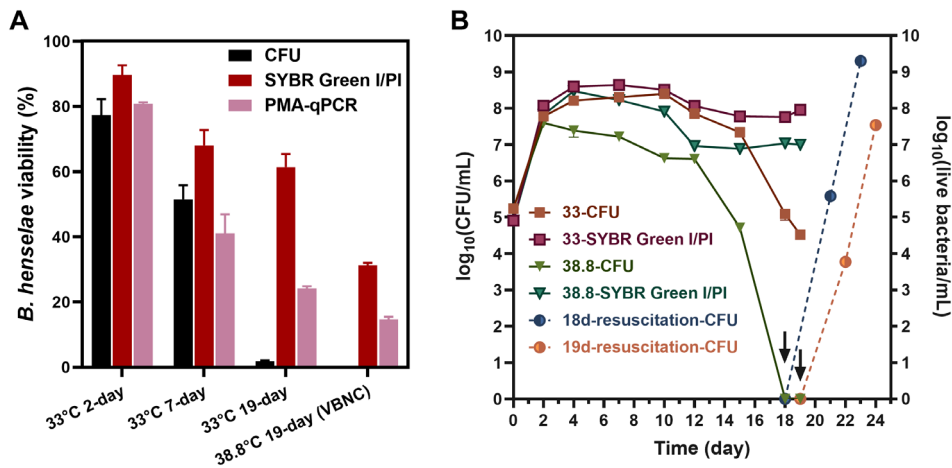 A
B. henselae viability (%)
100
80
60
40
20
0
CFU
SYBR Green I/PI
PMA-qPCR
33°C 2-day
33°C 7-day
33°C 19-day
38.8°C 19-day (VBNC)
B
log10(CFU/mL)
10
9
8
7
6
5
4
3
2
1
0
33-CFU
33-SYBR Green I/PI
38.8-CFU
38.8-SYBR Green I/PI
18d-resuscitation-CFU
19d-resuscitation-CFU
0 2 4 6 8 10 12 14 16 18 20 22 24
Time (day)
10
9
8
7
6
5
4
3
2
1
0
log10(live bacteria/mL)